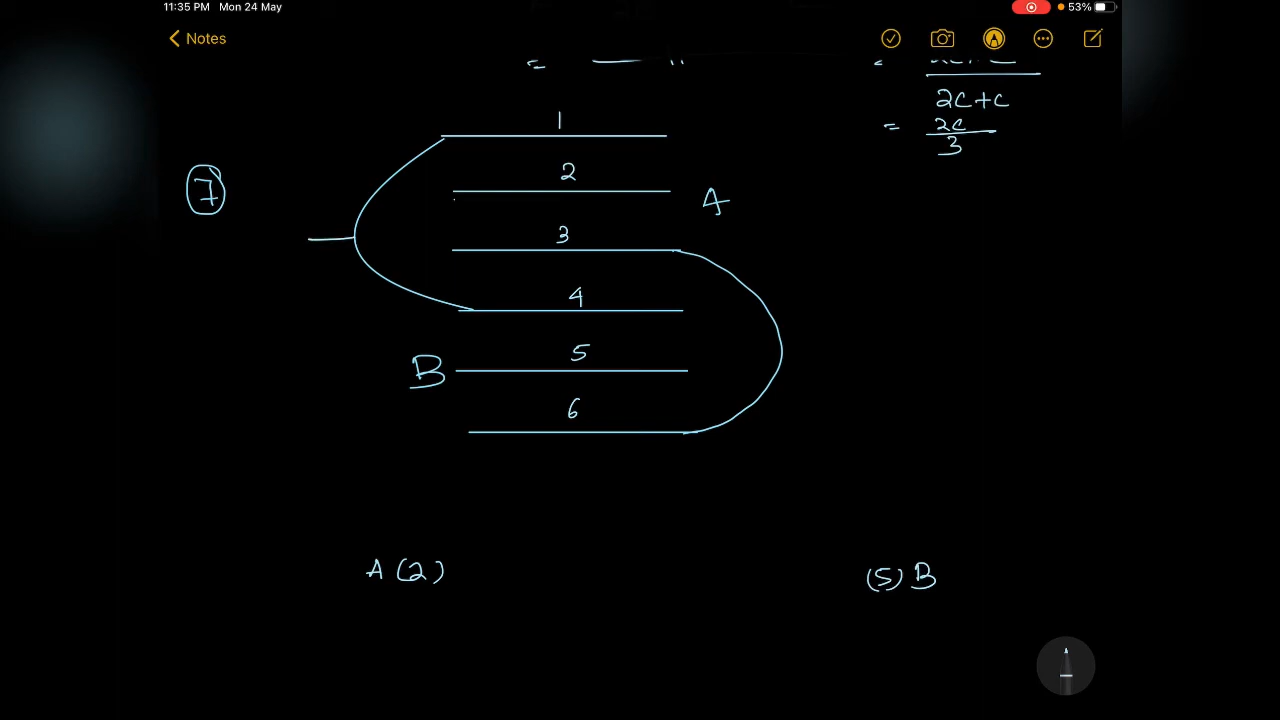 11:35 PM Mon 24 May
53%
Notes
=
=
2C+C
= 2C
3
1
7
2
A
3
4
B
5
6
A (2)
(5) B